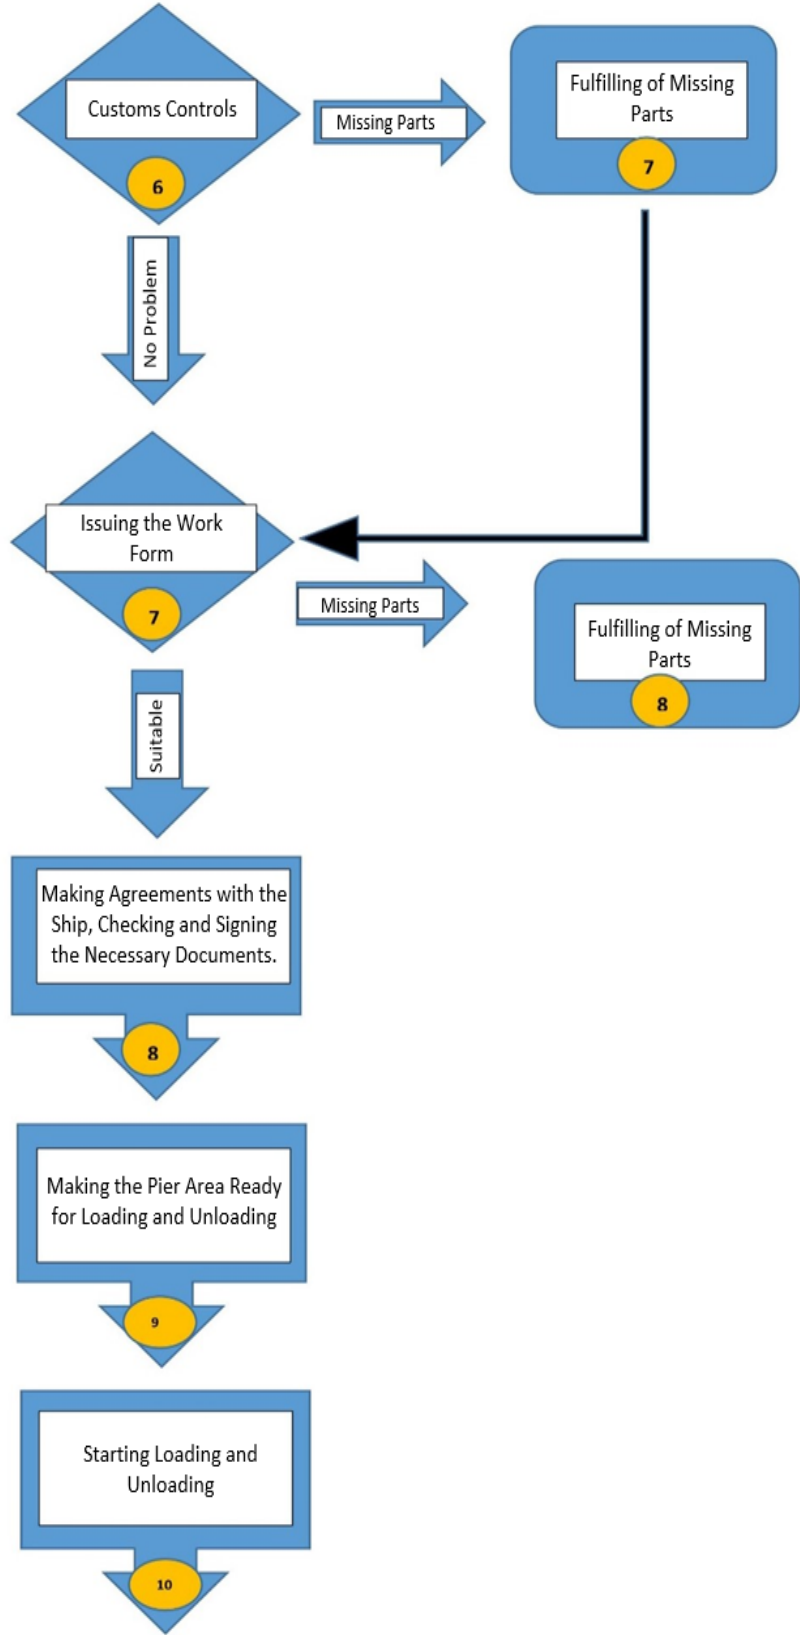 Customs Controls
6
Missing Parts
Fulfilling of Missing
Parts
7
No Problem
Issuing the Work
Form
7
Missing Parts
Fulfilling of Missing
Parts
8
Suitable
Making Agreements with the
Ship, Checking and Signing
the Necessary Documents.
8
Making the Pier Area Ready
for Loading and Unloading
9
Starting Loading and
Unloading
10